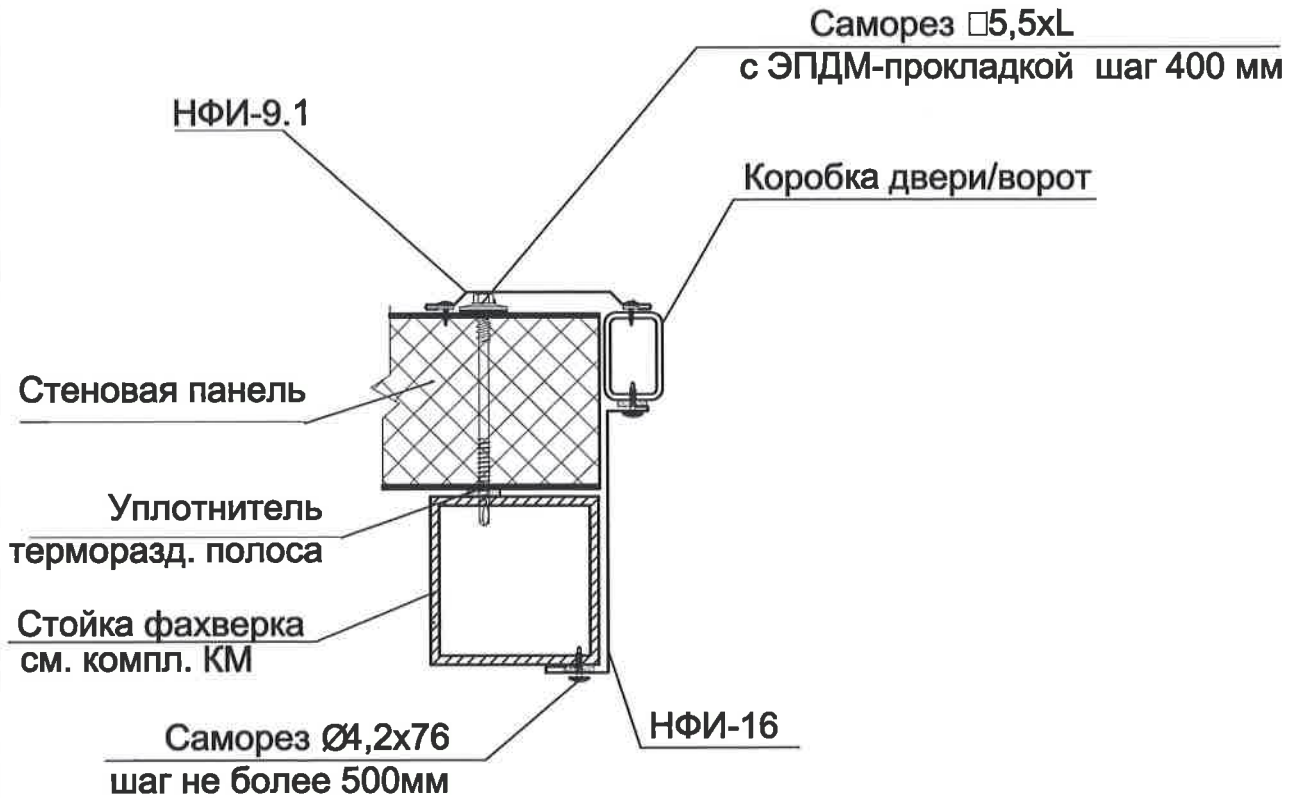 Саморез □5,5xL
с ЭПДМ-прокладкой шаг 400 мм
НФИ-9.1
Коробка двери/ворот
Стеновая панель
Уплотнитель
терморазд. полоса
Стойка фахверка
см. компл. КМ
Саморез Ø4,2x76
шаг не более 500мм
НФИ-16